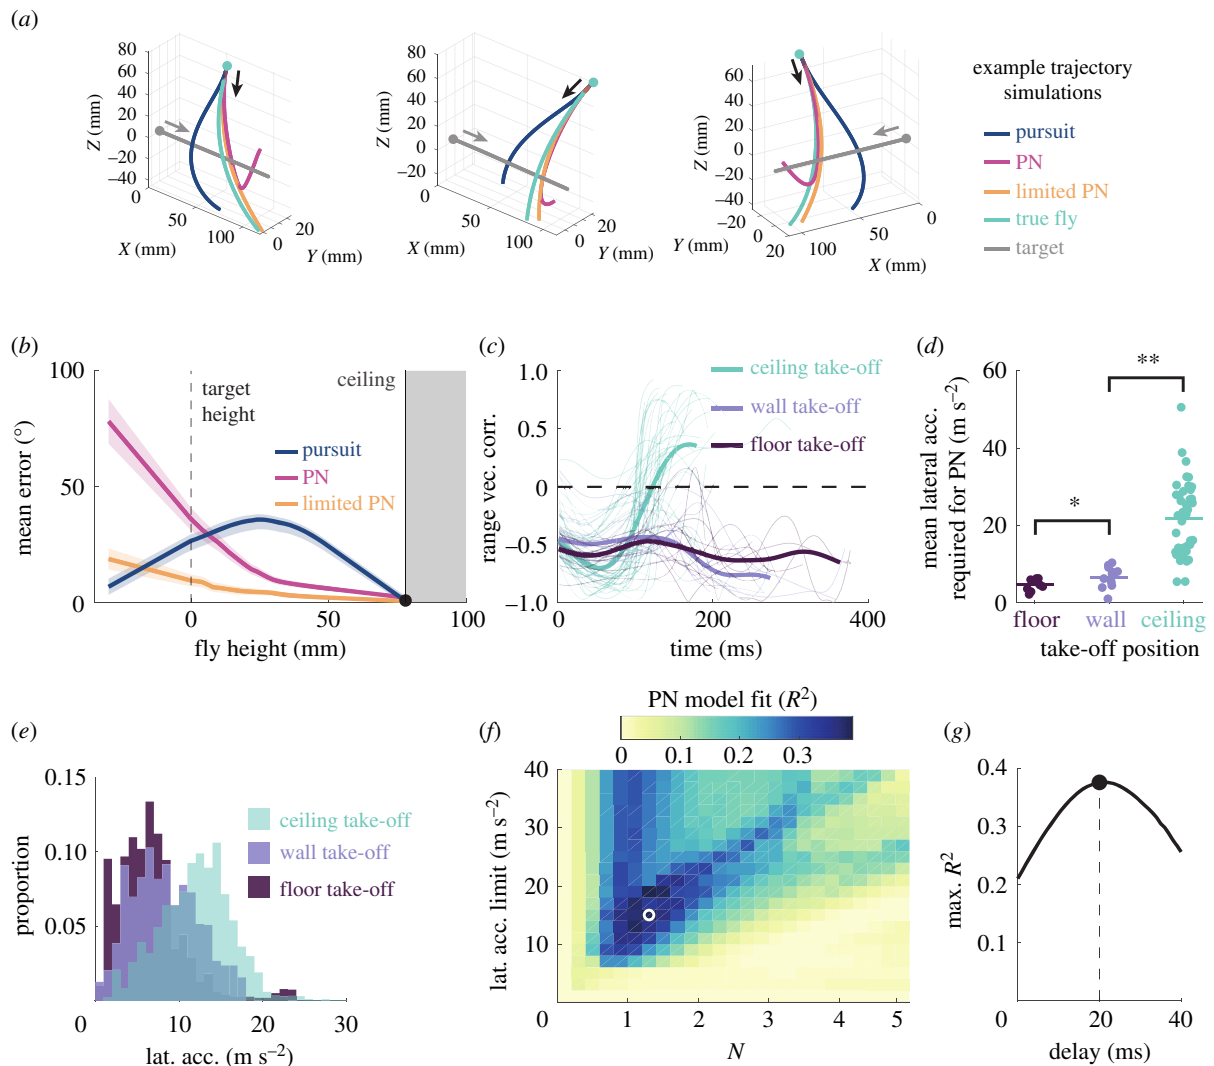 (a)
80
60
40
20
0
−20
−40
Z (mm)
0
50
100
X (mm)
20
0
Y (mm)
80
60
40
20
0
−20
Z (mm)
0
50
100
X (mm)
20
0
Y (mm)
60
40
20
0
−20
−40
Z (mm)
−20
0
20
Y (mm)
100
50
0
X (mm)
example trajectory
simulations
pursuit
PN
limited PN
true fly
target
(b)
100
50
0
mean error (°)
target
height
ceiling
pursuit
PN
limited PN
0
50
100
fly height (mm)
(c)
1.0
0.5
0
−0.5
−1.0
range vec. corr.
ceiling take-off
wall take-off
floor take-off
0
200
400
time (ms)
(d)
60
40
20
0
mean lateral acc.
required for PN (m s−2)
*
**
floor wall ceiling
take-off position
(e)
0.15
0.10
0.05
proportion
ceiling take-off
wall take-off
floor take-off
0 10 20 30
lat. acc. (m s−2)
(f)
PN model fit (R2)
0 0.1 0.2 0.3
40
30
20
10
0
lat. acc. limit (m s−2)
1 2 3 4 5
N
(g)
0.4
0.3
0.2
0.1
max. R2
0 20 40
delay (ms)